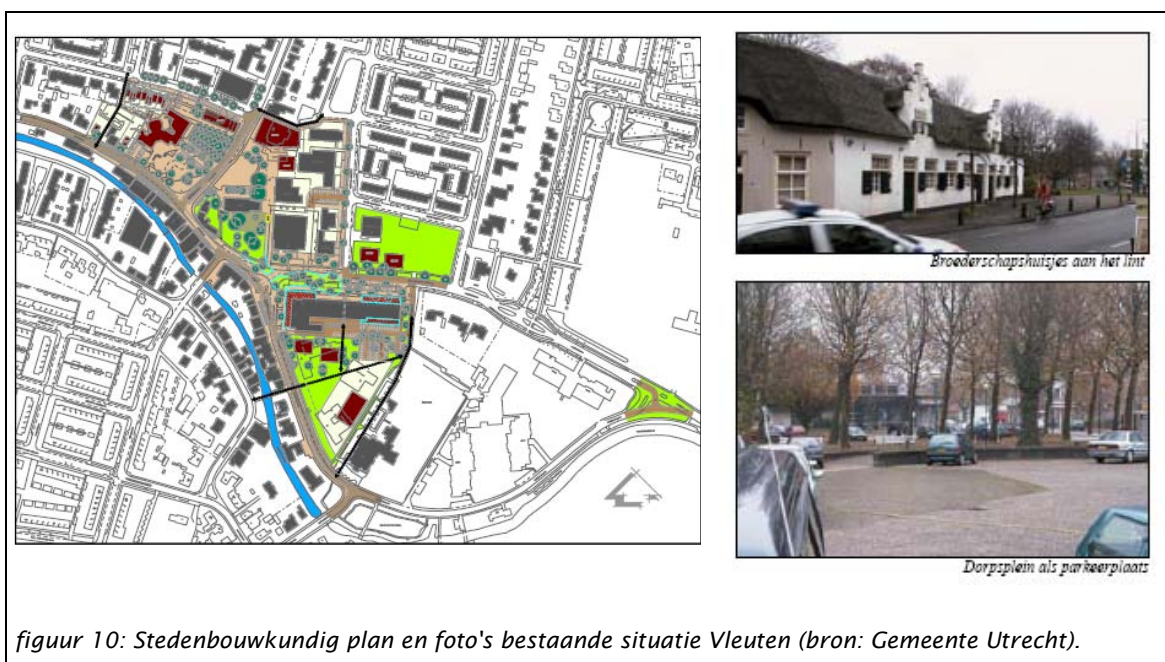 Broederschapshuisjes aan het lint
Dorpsplein als parkeerplaats
figuur 10: Stedenbouwkundig plan en foto's bestaande situatie Vleuten (bron: Gemeente Utrecht).